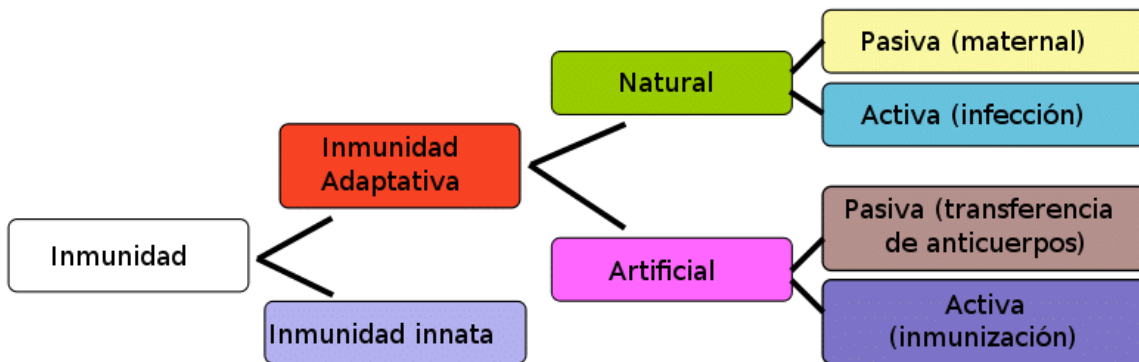 Pasiva (maternal)
Natural
Activa (infección)
Inmunidad
Adaptativa
Pasiva (transferencia
de anticuerpos)
Inmunidad
Artificial
Activa
(inmunización)
Inmunidad innata